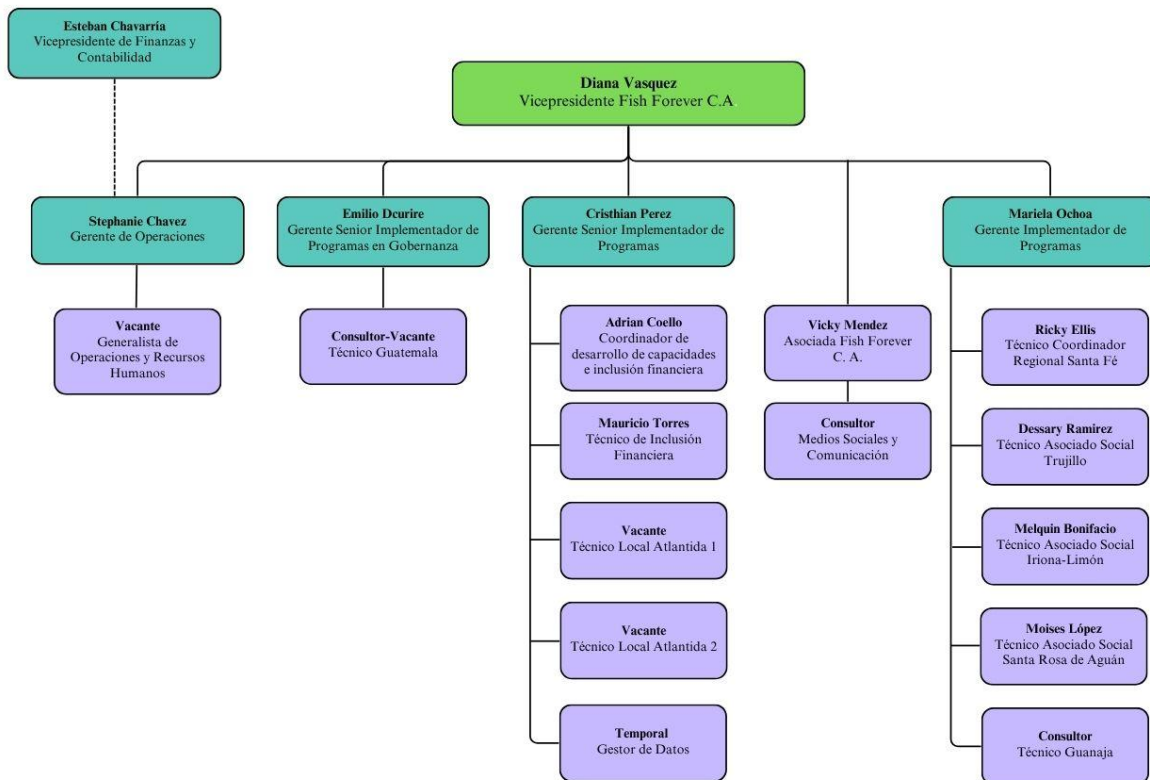 Esteban Chavarría
Vicepresidente de Finanzas y
Contabilidad
Diana Vasquez
Vicepresidente Fish Forever C.A.
Stephanie Chavez
Gerente de Operaciones
Emilio Dcurire
Gerente Senior Implementador de
Programas en Gobernanza
Cristhian Perez
Gerente Senior Implementador de
Programas
Mariela Ochoa
Gerente Implementador de
Programas
Vacante
Generalista de
Operaciones y Recursos
Humanos
Consultor-Vacante
Técnico Guatemala
Adrian Coello
Coordinador de
desarrollo de capacidades
e inclusión financiera
Mauricio Torres
Técnico de Inclusión
Financiera
Vacante
Técnico Local Atlantida 1
Vacante
Técnico Local Atlantida 2
Temporal
Gestor de Datos
Vicky Mendez
Asociada Fish Forever
C. A.
Consultor
Medios Sociales y
Comunicación
Ricky Ellis
Técnico Coordinador
Regional Santa Fé
Dessary Ramirez
Técnico Asociado Social
Trujillo
Melquin Bonifacio
Técnico Asociado Social
Iriona-Limón
Moises López
Técnico Asociado Social
Santa Rosa de Aguán
Consultor
Técnico Guanaja